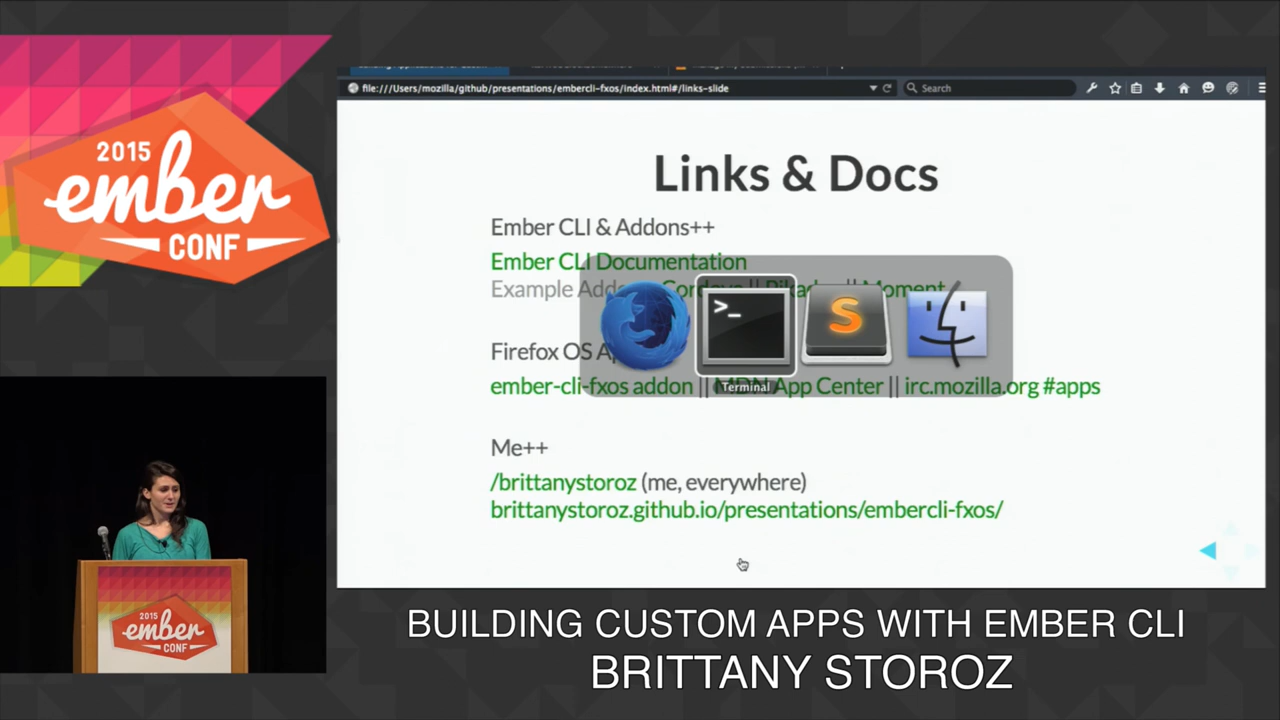 2015
ember
CONF
file:///Users/mozilla/github/presentations/embercli-fxos/index.html#/links-slide
Search
Links & Docs
Ember CLI & Addons++
Ember CLI Documentation
Example Moment
Firefox OS
ember-cli-fxos addon || MDN App Center || irc.mozilla.org #apps
>_
S
Terminal
Me++
/brittanystoroz (me, everywhere)
brittanystoroz.github.io/presentations/embercli-fxos/
2015
ember
CONF
BUILDING CUSTOM APPS WITH EMBER CLI
BRITTANY STOROZ